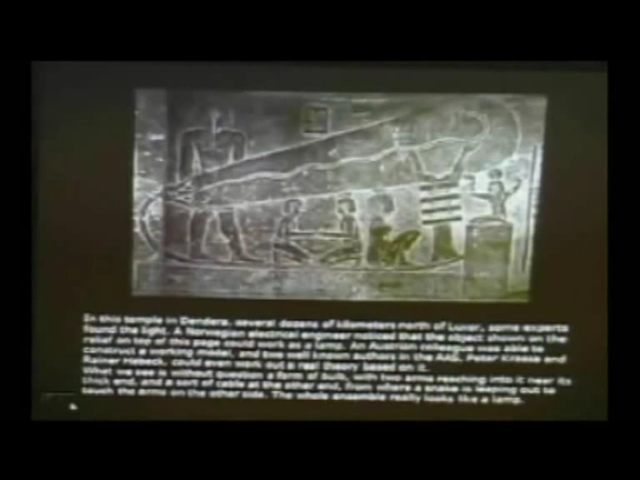 In this temple in Dendera, several dozens of kilometers north of Luxor, some experts
found the light. A Norwegian electrical engineer noticed that the object shown on the
relief on top of this page could work as a lamp. An Austrian colleague was able to
construct a working model, and two well known authors in the AAS, Peter Krassa and
Rainer Habeck, could even work out a real theory based on it.
What we see is without question a form of bulb, with two arms reaching into it near its
thick end, and a sort of cable at the other end, from where a snake is leaping out to
touch the arms on the other side. The whole ensemble really looks like a lamp.